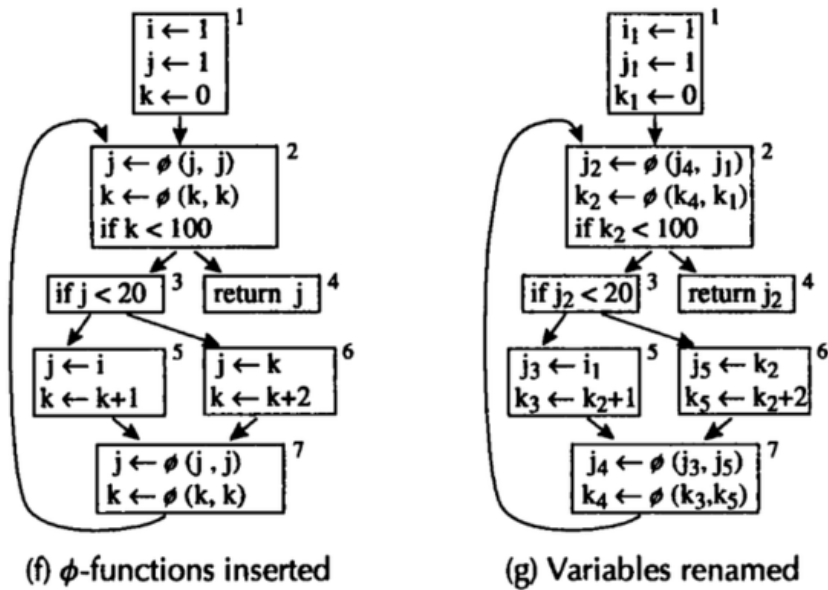 1
i ← 1
j ← 1
k ← 0
2
j ← ϕ (j, j)
k ← ϕ (k, k)
if k < 100
if j < 20 3
return j 4
5
j ← i
k ← k+1
6
j ← k
k ← k+2
7
j ← ϕ (j , j)
k ← ϕ (k, k)
(f) ϕ-functions inserted
1
i₁ ← 1
j₁ ← 1
k₁ ← 0
2
j₂ ← ϕ (j₄, j₁)
k₂ ← ϕ (k₄, k₁)
if k₂ < 100
if j₂ < 20 3
return j₂ 4
5
j₃ ← i₁
k₃ ← k₂+1
6
j₅ ← k₂
k₅ ← k₂+2
7
j₄ ← ϕ (j₃, j₅)
k₄ ← ϕ (k₃,k₅)
(g) Variables renamed